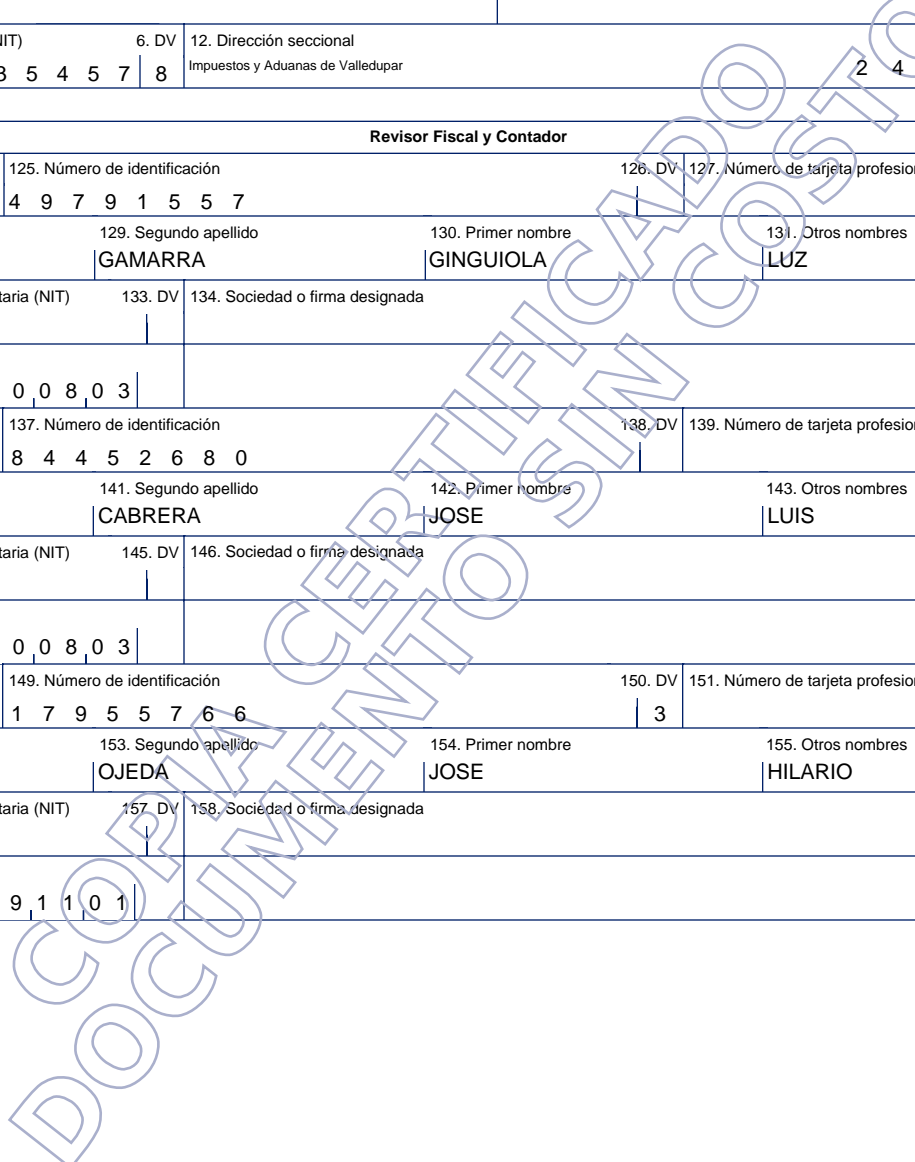 NIT) 6. DV 12. Dirección seccional
3 5 4 5 7 8 Impuestos y Aduanas de Valledupar 2 4
Revisor Fiscal y Contador
125. Número de identificación 126. DV 127. Número de tarjeta profesion
4 9 7 9 1 5 5 7
129. Segundo apellido 130. Primer nombre 131. Otros nombres
GAMARRA GINGUIOLA LUZ
taria (NIT) 133. DV 134. Sociedad o firma designada
0 0 8 0 3
137. Número de identificación 138. DV 139. Número de tarjeta profesion
8 4 4 5 2 6 8 0
141. Segundo apellido 142. Primer nombre 143. Otros nombres
CABRERA JOSE LUIS
taria (NIT) 145. DV 146. Sociedad o firma designada
0 0 8 0 3
149. Número de identificación 150. DV 151. Número de tarjeta profesion
1 7 9 5 5 7 6 6 3
153. Segundo apellido 154. Primer nombre 155. Otros nombres
OJEDA JOSE HILARIO
taria (NIT) 157. DV 158. Sociedad o firma designada
9 1 1 0 1
COPIA CERTIFICADO
DOCUMENTO SIN COSTO